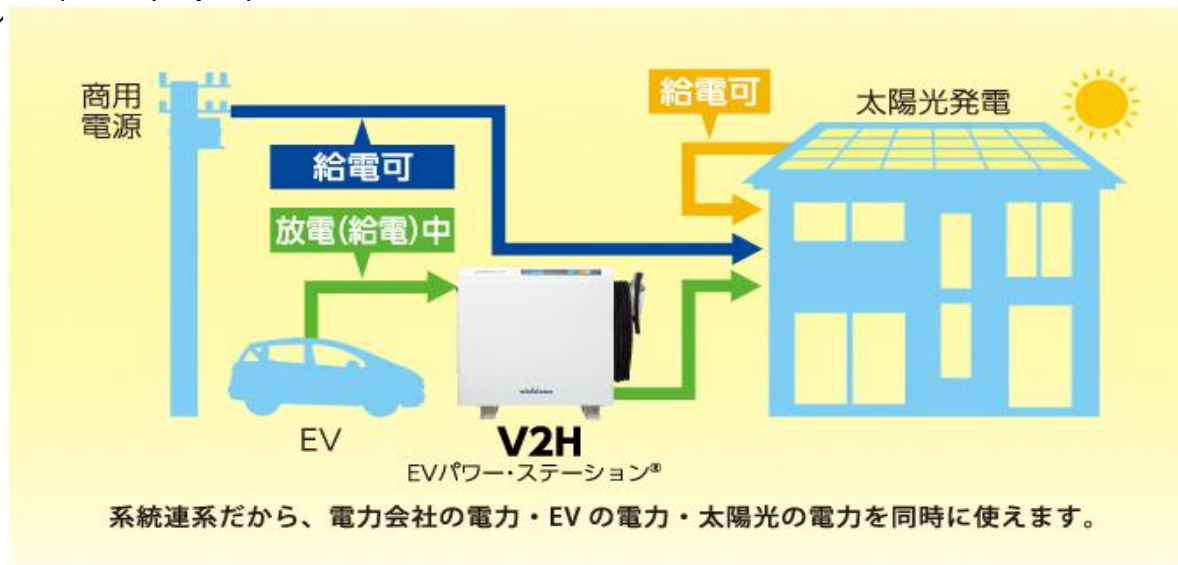 商用
電源
給電可
給電可
太陽光発電
放電(給電)中
EV
V2H
EVパワー・ステーション®
系統連系だから、電力会社の電力・EVの電力・太陽光の電力を同時に使えます。